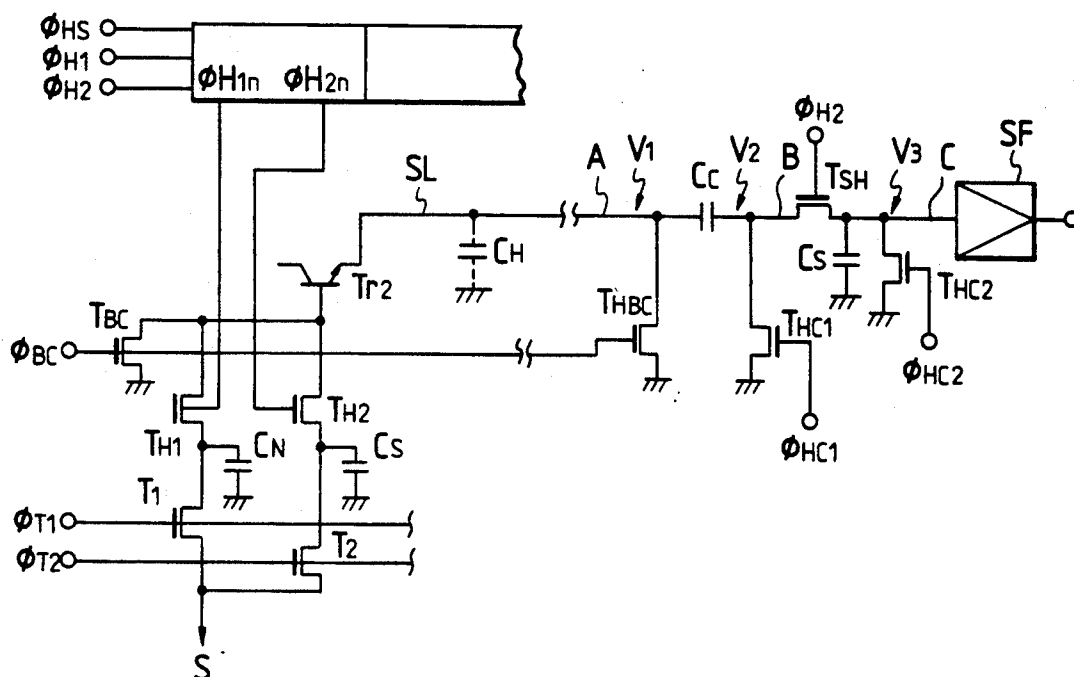 ϕHS
ϕH1
ϕH2
ϕH1n ϕH2n
ϕH2
SF
SL A V1 CC V2 B TSH V3 C
CH
Tr2
CS
THC2
TBC
THBC
THC1
ϕBC
ϕHC2
TH1 TH2
CN CS
ϕHC1
T1
ϕT1
T2
ϕT2
S